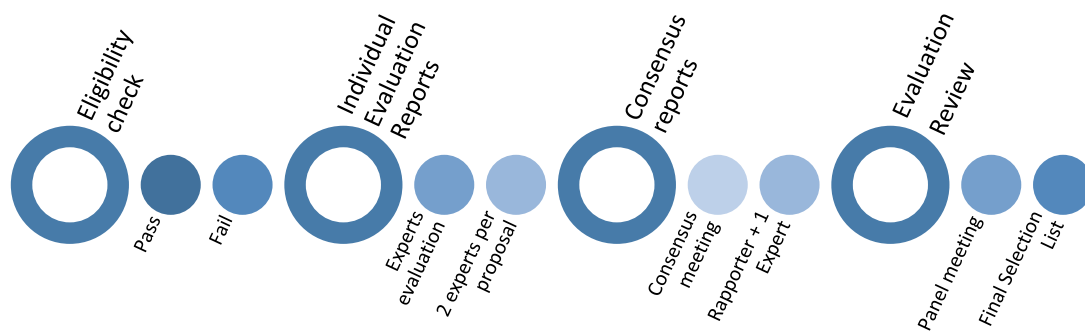 Eligibility
check
Pass
Fail
Individual
Evaluation
Reports
Experts
evaluation
2 experts per
proposal
Consensus
reports
Consensus
meeting
Rapporter + 1
Expert
Evaluation
Review
Panel meeting
Final Selection
List